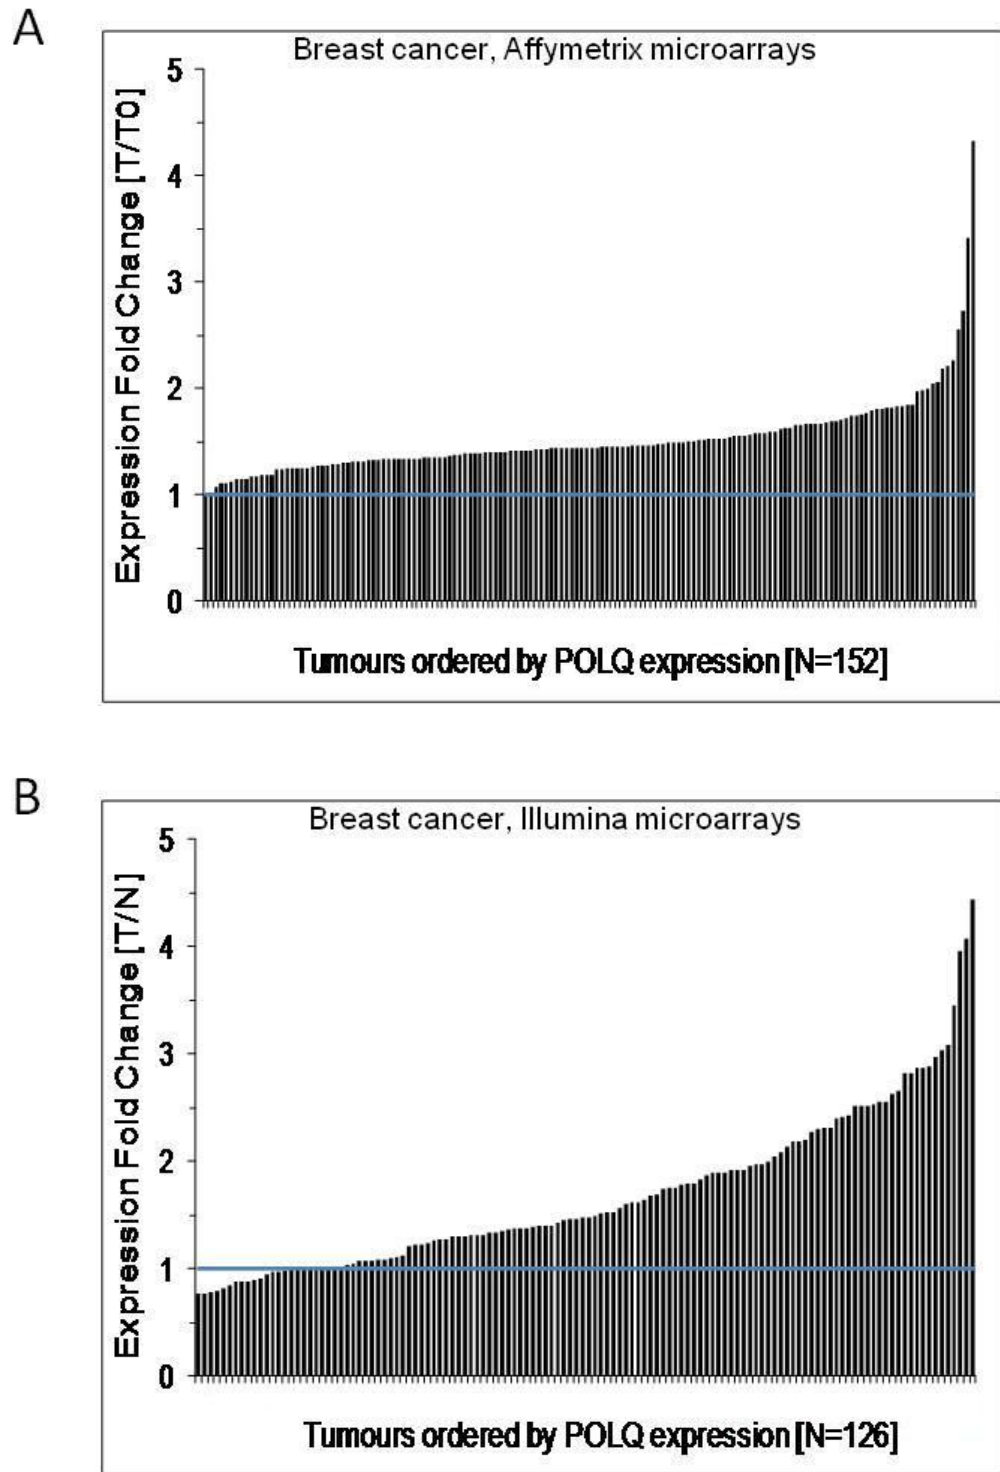 A
Breast cancer, Affymetrix microarrays
Expression Fold Change [T/T0]
5
4
3
2
1
0
Tumours ordered by POLQ expression [N=152]
B
Breast cancer, Illumina microarrays
Expression Fold Change [T/N]
5
4
3
2
1
0
Tumours ordered by POLQ expression [N=126]